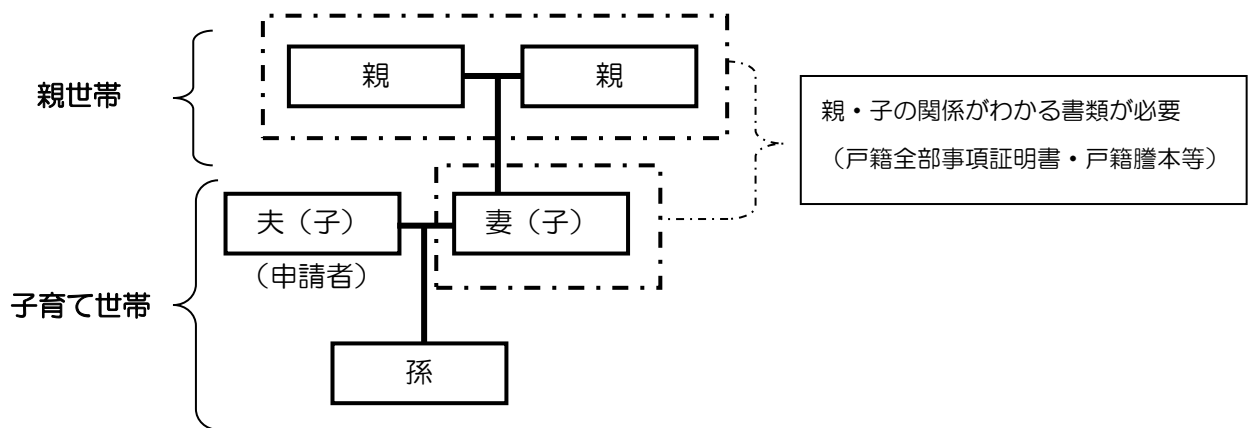 親世帯
親
親
親・子の関係がわかる書類が必要
（戸籍全部事項証明書・戸籍謄本等）
子育て世帯
夫（子）
妻（子）
（申請者）
孫